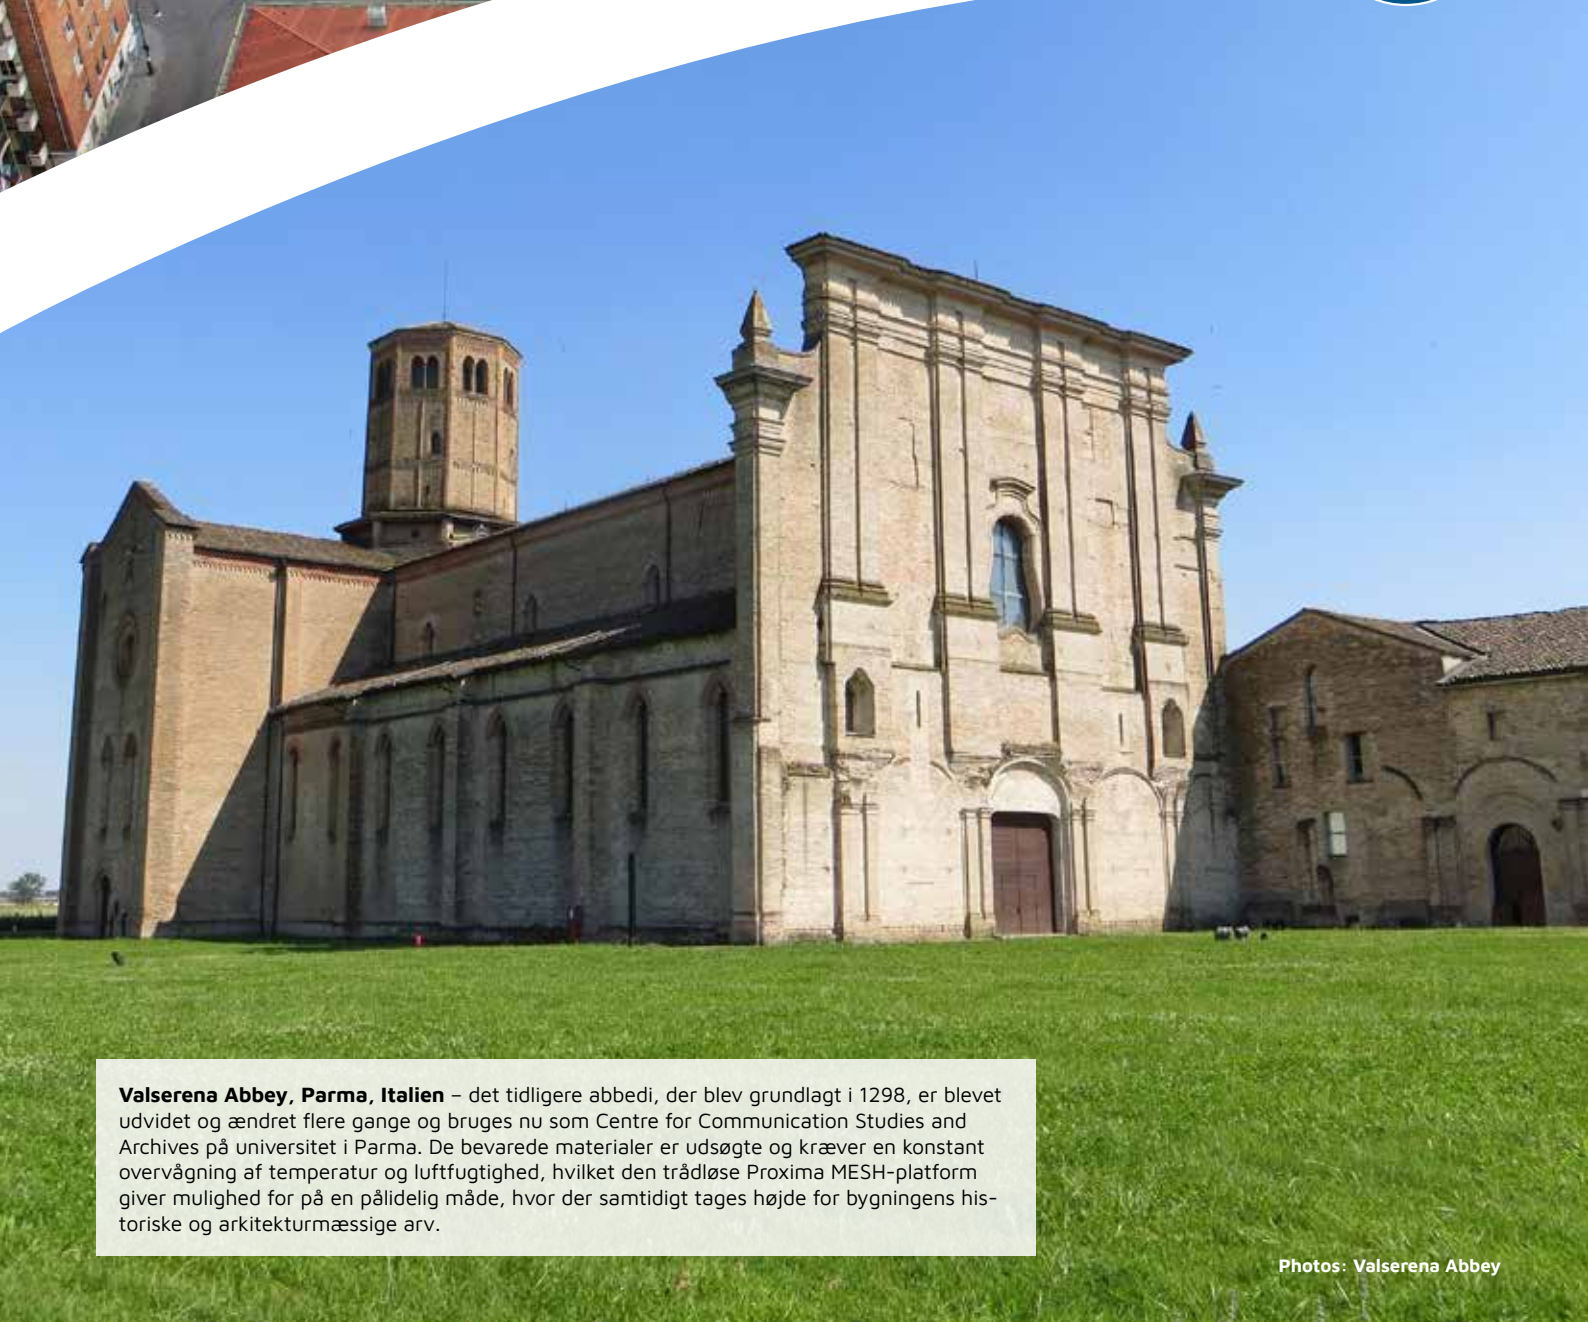 Valserena Abbey, Parma, Italien – det tidligere abbedi, der blev grundlagt i 1298, er blevet
udvidet og ændret flere gange og bruges nu som Centre for Communication Studies and
Archives på universitet i Parma. De bevarede materialer er udsøgte og kræver en konstant
overvågning af temperatur og luftfugtighed, hvilket den trådløse Proxima MESH-platform
giver mulighed for på en pålidelig måde, hvor der samtidigt tages højde for bygningens his-
toriske og arkitekturmæssige arv.
Photos: Valserena Abbey